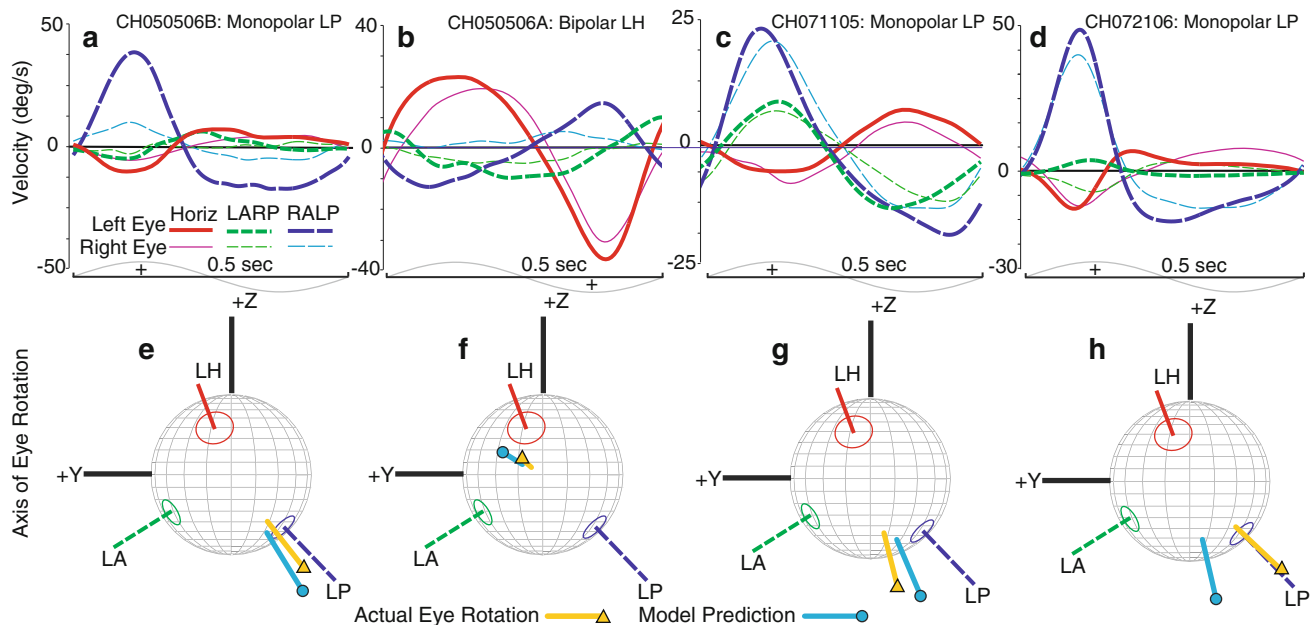 CH050506B: Monopolar LP
CH050506A: Bipolar LH
CH071105: Monopolar LP
CH072106: Monopolar LP
a
b
c
d
Velocity (deg/s)
50
0
-50
40
0
-40
25
0
-25
50
0
-30
Horiz LARP RALP
Left Eye
Right Eye
+ 0.5 sec
0.5 sec +
+ 0.5 sec
+ 0.5 sec
Axis of Eye Rotation
e
+Z
LH
+Y
LA
LP
f
+Z
LH
+Y
LA
LP
g
+Z
LH
+Y
LA
LP
h
+Z
LH
+Y
LA
LP
Actual Eye Rotation Model Prediction